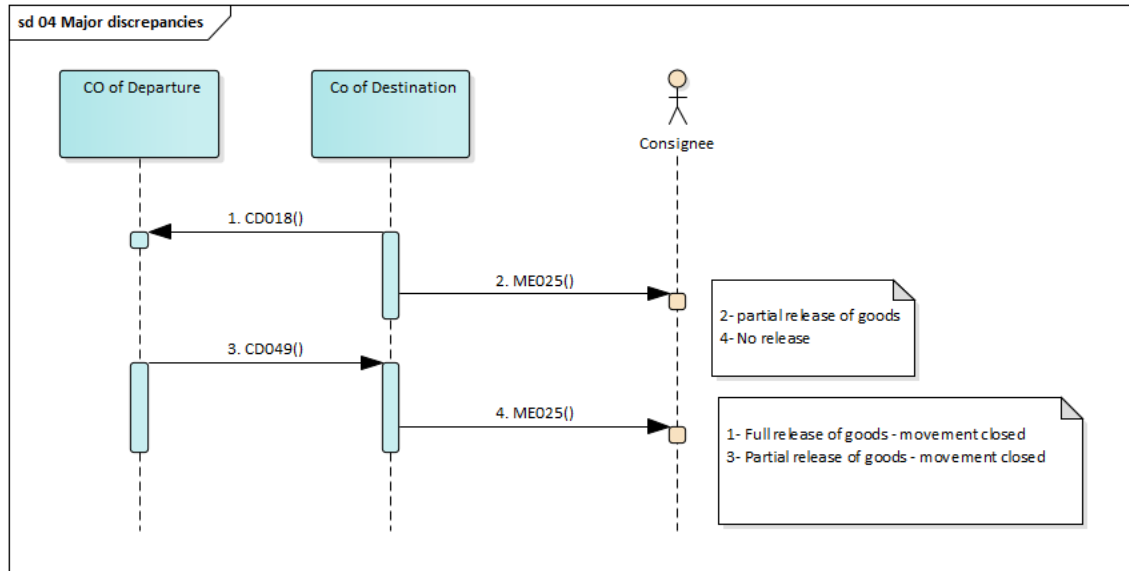 sd 04 Major discrepancies
CO of Departure
Co of Destination
Consignee
1. CD018()
2. ME025()
2- partial release of goods
4- No release
3. CD049()
4. ME025()
1- Full release of goods - movement closed
3- Partial release of goods - movement closed